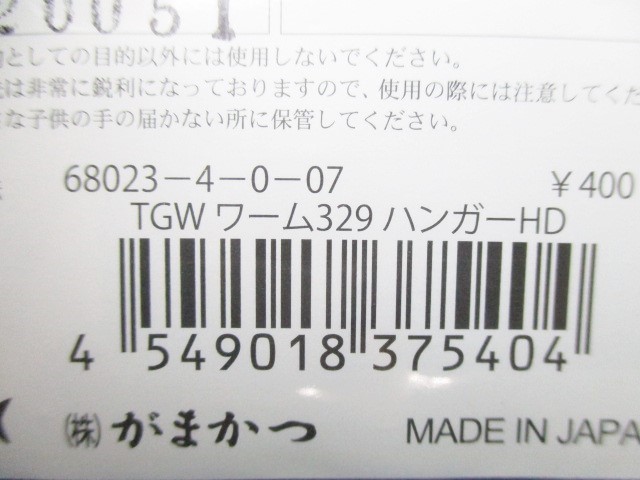 20051
としての目的以外には使用しないでください。
は非常に鋭利になっておりますので、使用の際には注意してくだ
な子供の手の届かない所に保管してください。
68023-4-0-07 ¥400
TGW ワーム329 ハンガーHD
4 549018 375404
㈱ がまかつ MADE IN JAPA